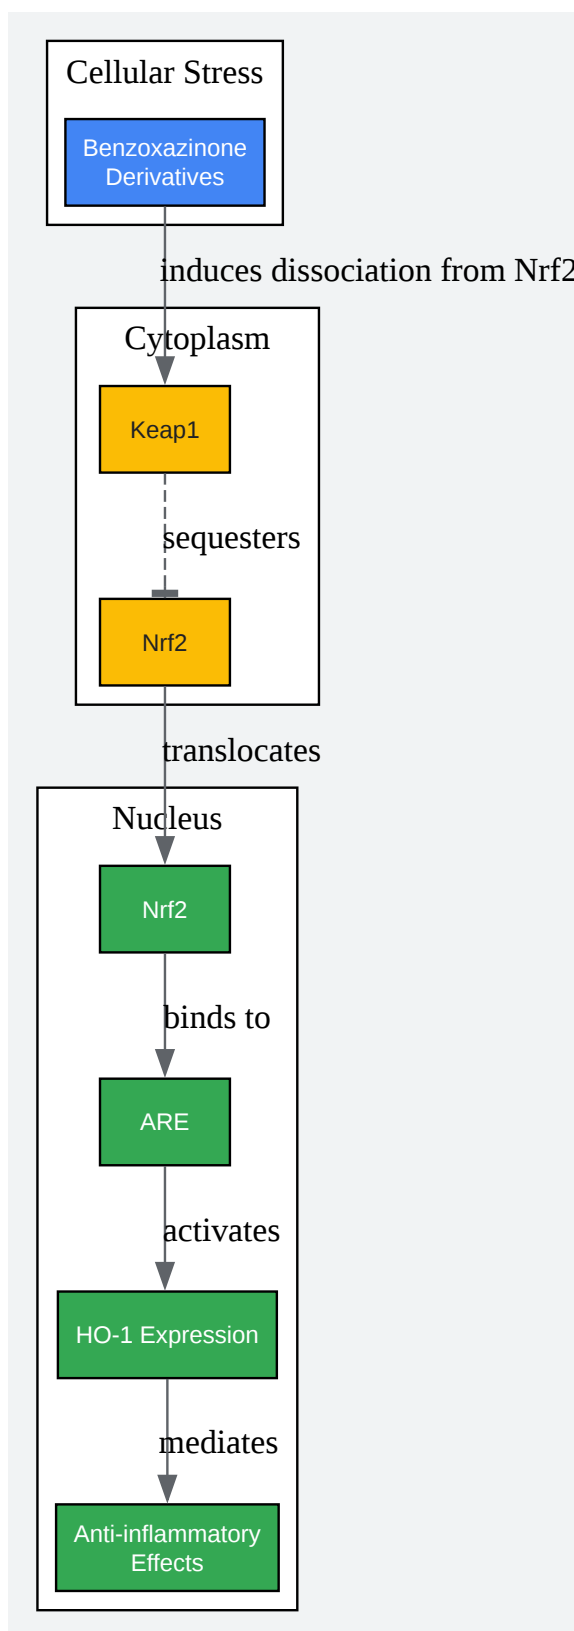 Cellular Stress
Benzoxazinone
Derivatives
induces dissociation from Nrf2
Cytoplasm
Keap1
sequesters
Nrf2
translocates
Nucleus
Nrf2
binds to
ARE
activates
HO-1 Expression
mediates
Anti-inflammatory
Effects